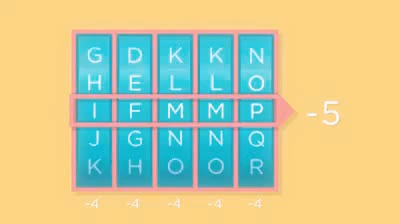 G D K K N
H E L L O
I F M M P -5
J G N N Q
K H O O R
-4 -4 -4 -4 -4